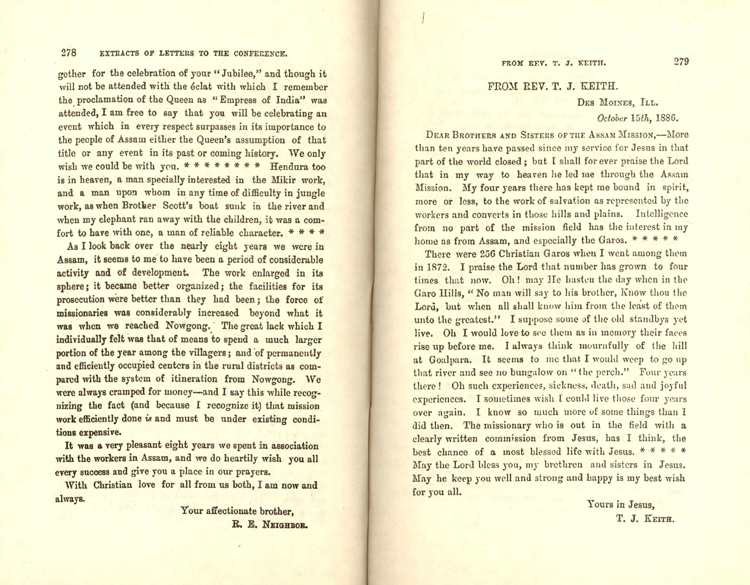 278 EXTRACTS OF LETTERS TO THE CONFERENCE.
gether for the celebration of your "Jubilee," and though it
will not be attended with the éclat with which I remember
the proclamation of the Queen as "Empress of India" was
attended, I am free to say that you will be celebrating an
event which in every respect surpasses in its importance to
the people of Assam either the Queen's assumption of that
title or any event in its past or coming history. We only
wish we could be with you. * * * * * * * * Hendura too
is in heaven, a man specially interested in the Mikir work,
and a man upon whom in any time of difficulty in jungle
work, as when Brother Scott's boat sunk in the river and
when my elephant ran away with the children, it was a com-
fort to have with one, a man of reliable character. * * * *
As I look back over the nearly eight years we were in
Assam, it seems to me to have been a period of considerable
activity and of development. The work enlarged in its
sphere; it became better organized; the facilities for its
prosecution were better than they had been; the force of
missionaries was considerably increased beyond what it
was when we reached Nowgong. The great lack which I
individually felt was that of means to spend a much larger
portion of the year among the villagers; and of permanently
and efficiently occupied centers in the rural districts as com-
pared with the system of itineration from Nowgong. We
were always cramped for money—and I say this while recog-
nizing the fact (and because I recognize it) that mission
work efficiently done is and must be under existing condi-
tions expensive.
It was a very pleasant eight years we spent in association
with the workers in Assam, and we do heartily wish you all
every success and give you a place in our prayers.
With Christian love for all from us both, I am now and
always.
Your affectionate brother,
R. E. NEIGHBOR.
FROM REV. T. J. KEITH. 279
FROM REV. T. J. KEITH.
DES MOINES, ILL.
October 15th, 1886.
DEAR BROTHERS AND SISTERS OF THE ASSAM MISSION,—More
than ten years have passed since my service for Jesus in that
part of the world closed; but I shall for ever praise the Lord
that in my way to heaven he led me through the Assam
Mission. My four years there has kept me bound in spirit,
more or less, to the work of salvation as represented by the
workers and converts in those hills and plains. Intelligence
from no part of the mission field has the interest in my
home as from Assam, and especially the Garos. * * * * *
There were 256 Christian Garos when I went among them
in 1872. I praise the Lord that number has grown to four
times now. Oh! may He hasten the day when in the
Garo Hills, "No man will say to his brother, Know thou the
Lord, but when all shall know him from the least of them
unto the greatest." I suppose some of the old standbys yet
live. Oh I would love to see them as in memory their faces
rise up before me. I always think mournfully of the hill
at Goalpara. It seems to me that I would weep to go up
that river and see no bungalow on "the perch." Four years
there! Oh such experiences, sickness, death, sad and joyful
experiences. I sometimes wish I could live those four years
over again. I know so much more of some things than I
did then. The missionary who is out in the field with a
clearly written commission from Jesus, has I think, the
best chance of a most blessed life with Jesus. * * * * *
May the Lord bless you, my brethren and sisters in Jesus.
May he keep you well and strong and happy is my best wish
for you all.
Yours in Jesus,
T. J. KEITH.